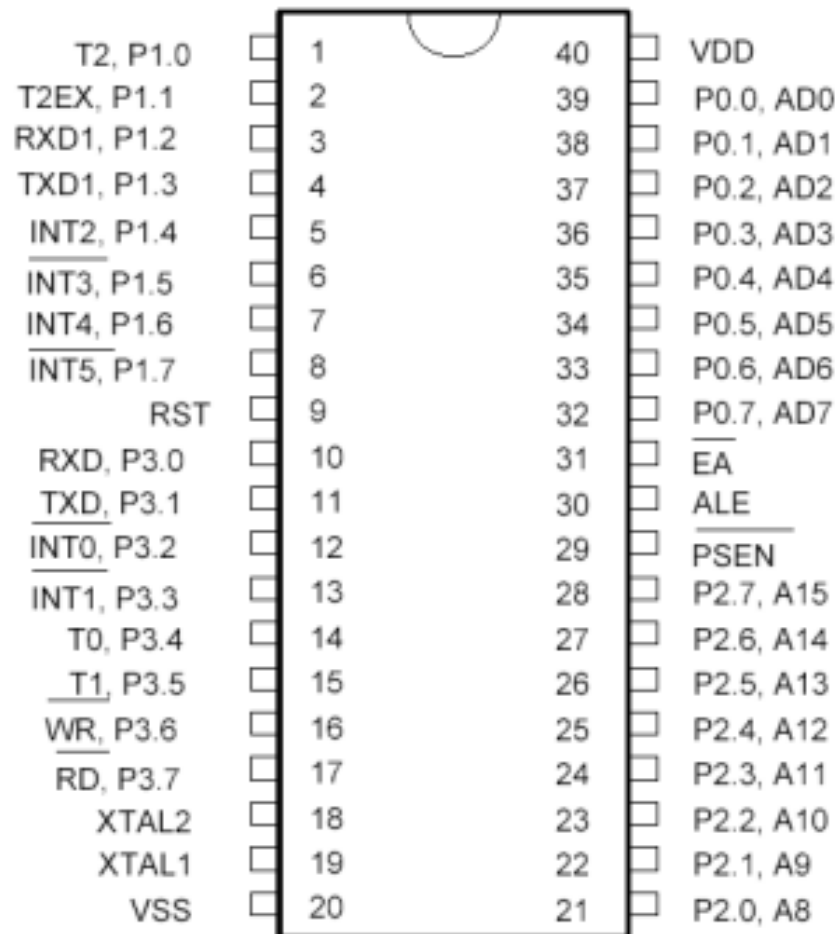 T2, P1.0 1 40 VDD
T2EX, P1.1 2 39 P0.0, AD0
RXD1, P1.2 3 38 P0.1, AD1
TXD1, P1.3 4 37 P0.2, AD2
INT2, P1.4 5 36 P0.3, AD3
INT3, P1.5 6 35 P0.4, AD4
INT4, P1.6 7 34 P0.5, AD5
INT5, P1.7 8 33 P0.6, AD6
RST 9 32 P0.7, AD7
RXD, P3.0 10 31 EA
TXD, P3.1 11 30 ALE
INT0, P3.2 12 29 PSEN
INT1, P3.3 13 28 P2.7, A15
T0, P3.4 14 27 P2.6, A14
T1, P3.5 15 26 P2.5, A13
WR, P3.6 16 25 P2.4, A12
RD, P3.7 17 24 P2.3, A11
XTAL2 18 23 P2.2, A10
XTAL1 19 22 P2.1, A9
VSS 20 21 P2.0, A8